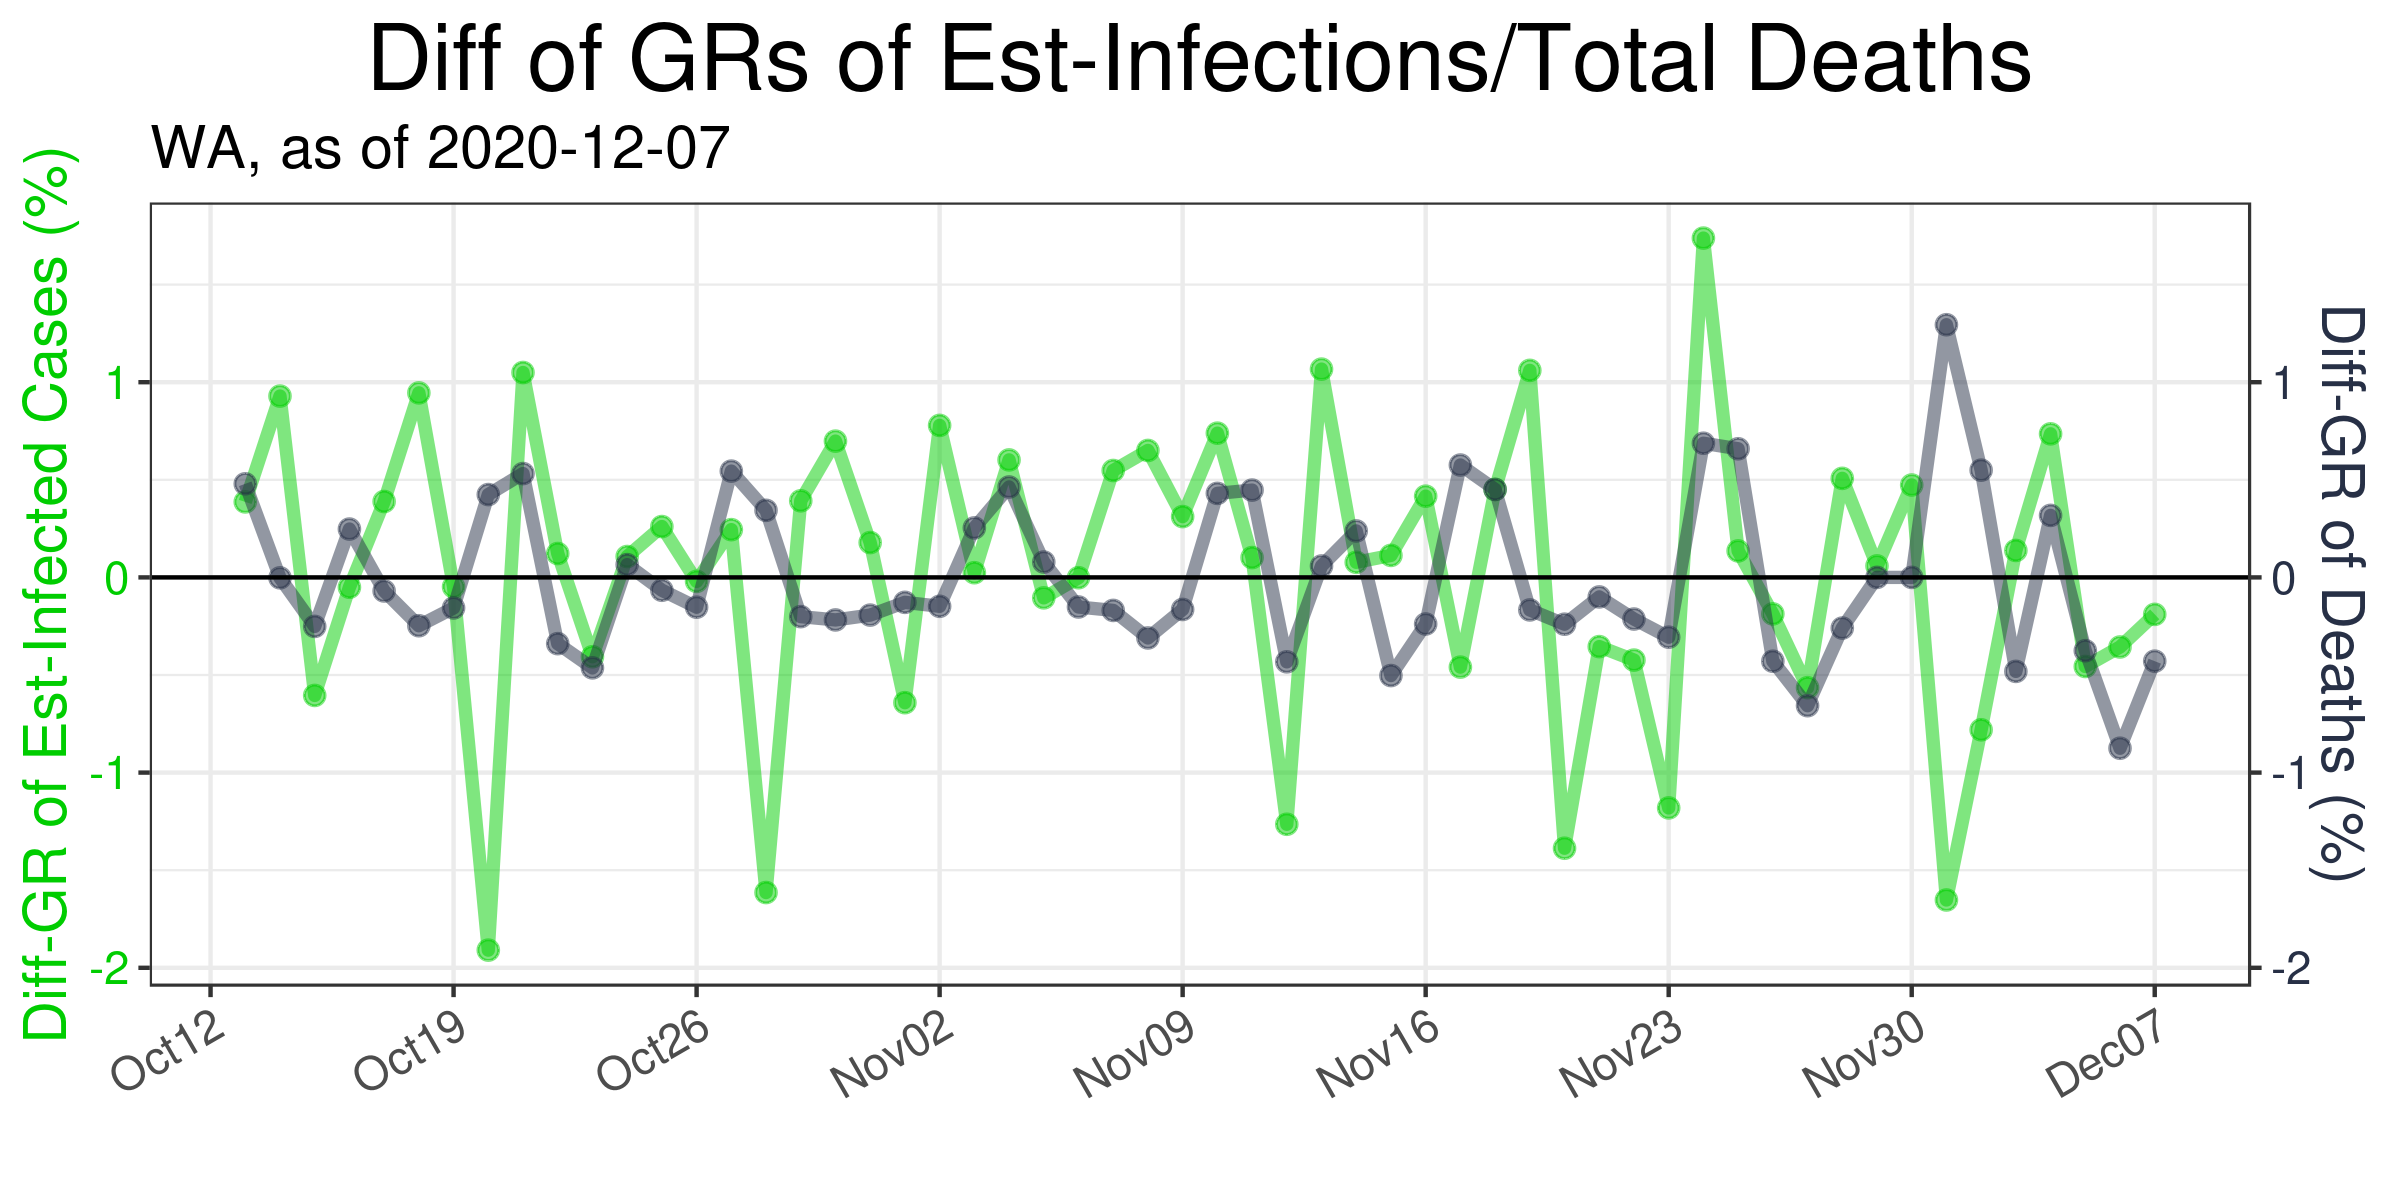 Diff of GRs of Est-Infections/Total Deaths
WA, as of 2020-12-07
Diff-GR of Est-Infected Cases (%)
1
0
-1
-2
1
0
-1
-2
Diff-GR of Deaths (%)
Oct12
Oct19
Oct26
Nov02
Nov09
Nov16
Nov23
Nov30
Dec07